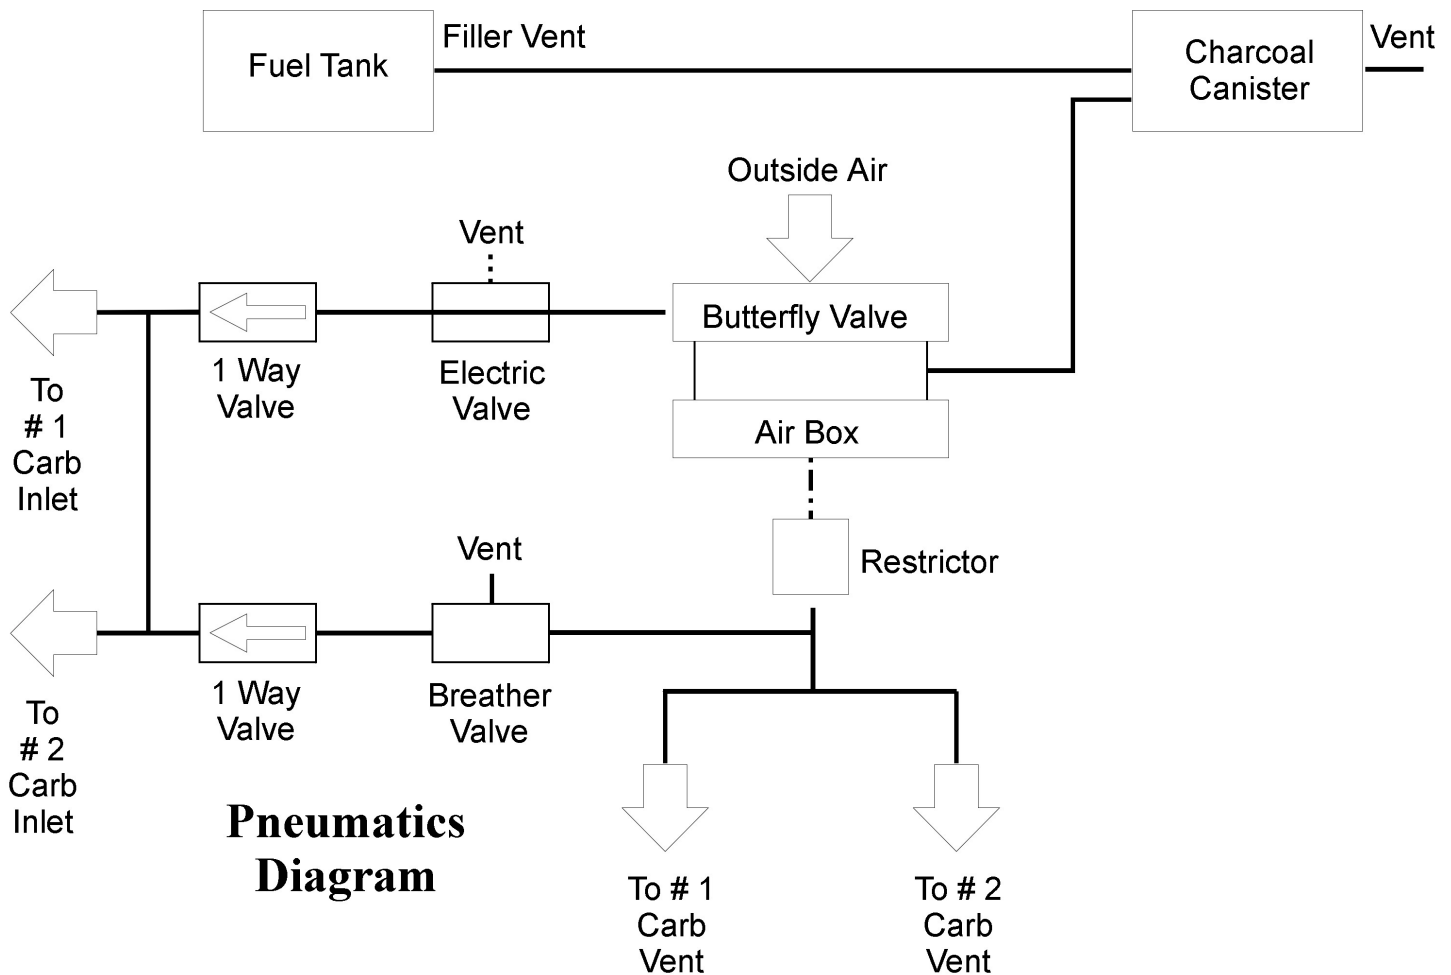 Fuel Tank
Filler Vent
Charcoal
Canister
Vent
Outside Air
Vent
Butterfly Valve
1 Way
Valve
Electric
Valve
To
# 1
Carb
Inlet
Air Box
Vent
Restrictor
1 Way
Valve
Breather
Valve
To
# 2
Carb
Inlet
Pneumatics
Diagram
To # 1
Carb
Vent
To # 2
Carb
Vent